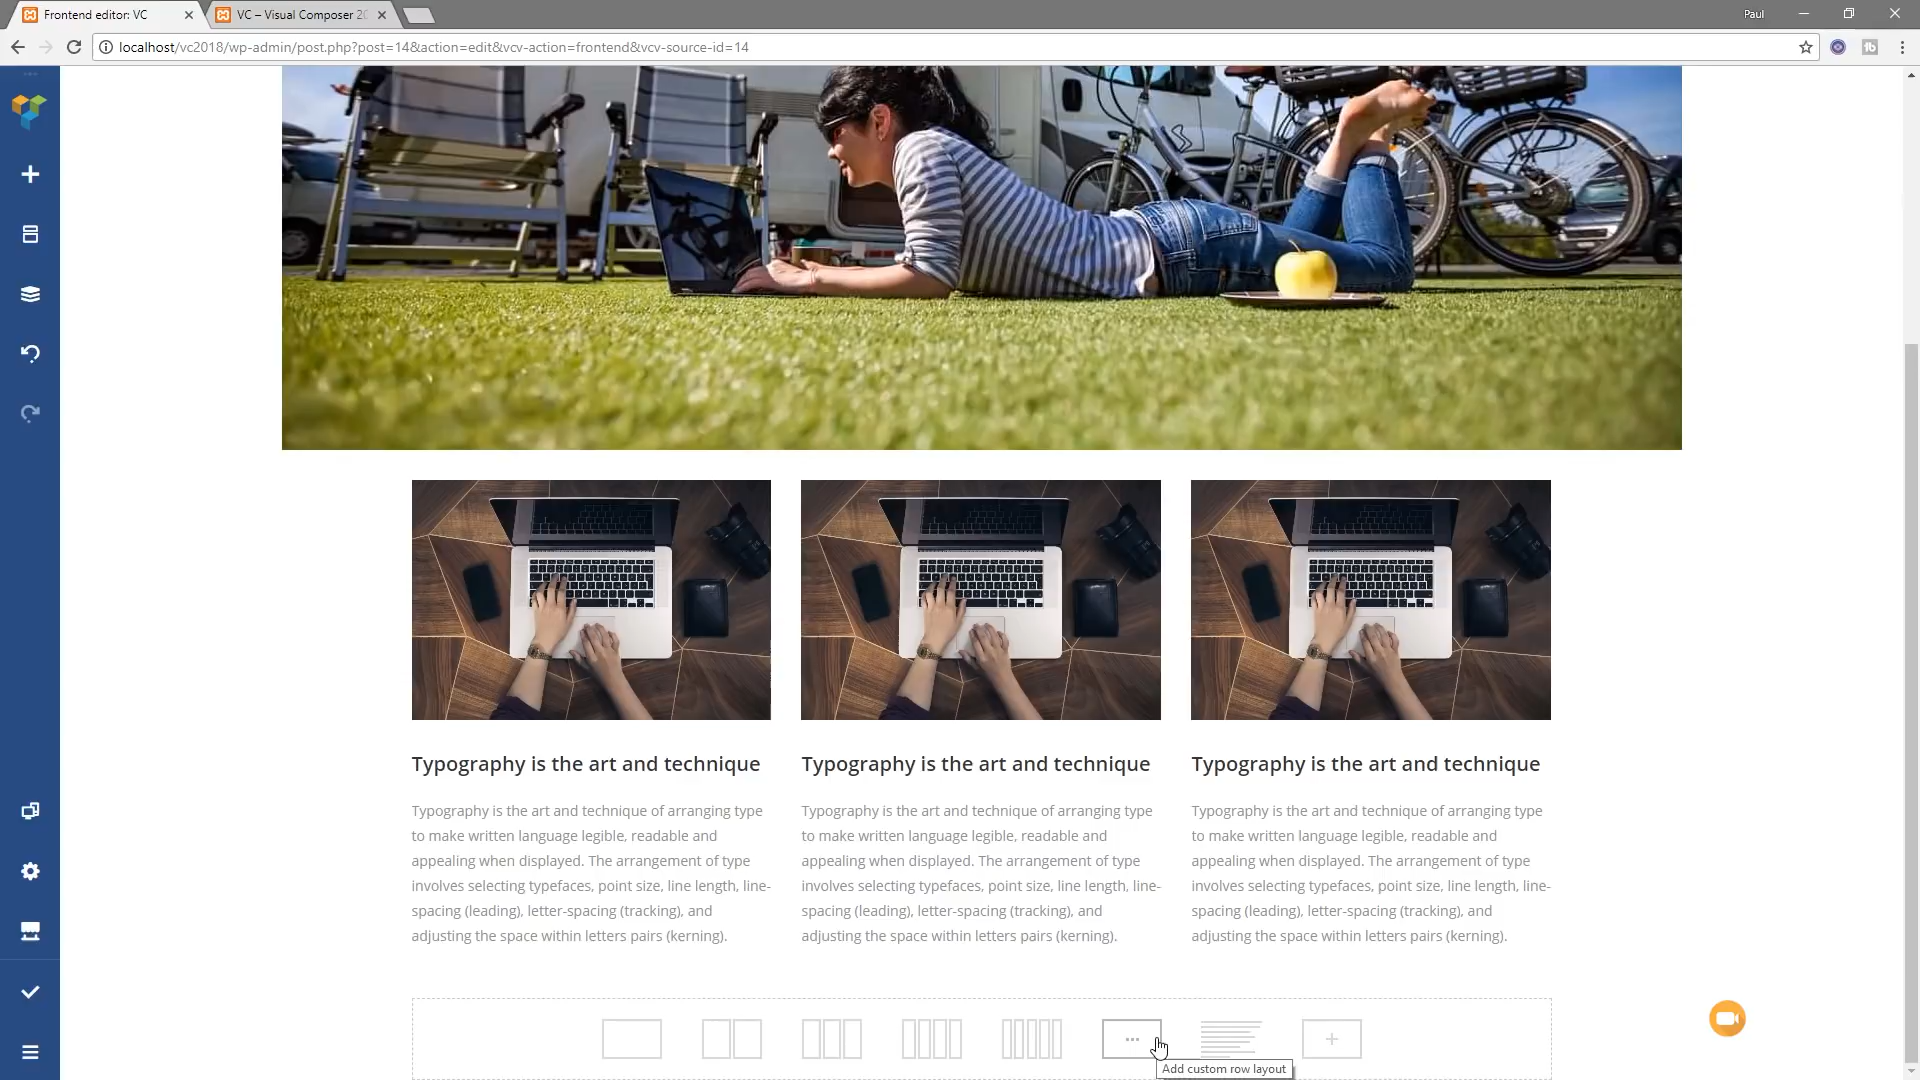 Frontend editor: VC
VC – Visual Composer 20
Paul
localhost/vc2018/wp-admin/post.php?post=14&action=edit&vcv-action=frontend&vcv-source-id=14
Typography is the art and technique
Typography is the art and technique of arranging type
to make written language legible, readable and
appealing when displayed. The arrangement of type
involves selecting typefaces, point size, line length, line-
spacing (leading), letter-spacing (tracking), and
adjusting the space within letters pairs (kerning).
Typography is the art and technique
Typography is the art and technique of arranging type
to make written language legible, readable and
appealing when displayed. The arrangement of type
involves selecting typefaces, point size, line length, line-
spacing (leading), letter-spacing (tracking), and
adjusting the space within letters pairs (kerning).
Typography is the art and technique
Typography is the art and technique of arranging type
to make written language legible, readable and
appealing when displayed. The arrangement of type
involves selecting typefaces, point size, line length, line-
spacing (leading), letter-spacing (tracking), and
adjusting the space within letters pairs (kerning).
Add custom row layout